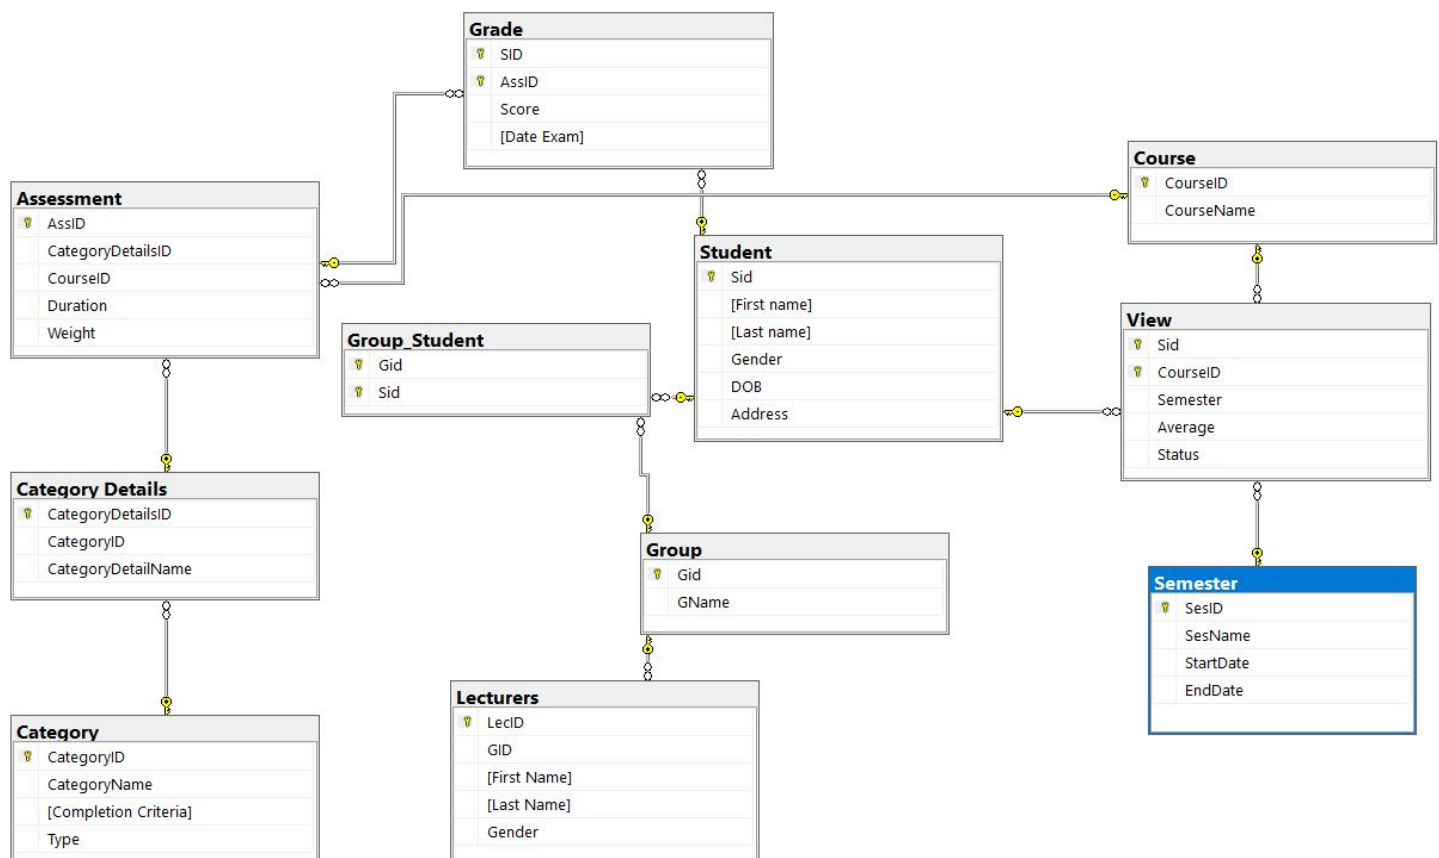 Grade
SID
AssID
Score
[Date Exam]
Course
CourseID
CourseName
Assessment
AssID
CategoryDetailsID
CourseID
Duration
Weight
Student
Sid
[First name]
[Last name]
Gender
DOB
Address
View
Sid
CourseID
Semester
Average
Status
Group_Student
Gid
Sid
Category Details
CategoryDetailsID
CategoryID
CategoryDetailName
Group
Gid
GName
Semester
SesID
SesName
StartDate
EndDate
Lecturers
LecID
GID
[First Name]
[Last Name]
Gender
Category
CategoryID
CategoryName
[Completion Criteria]
Type